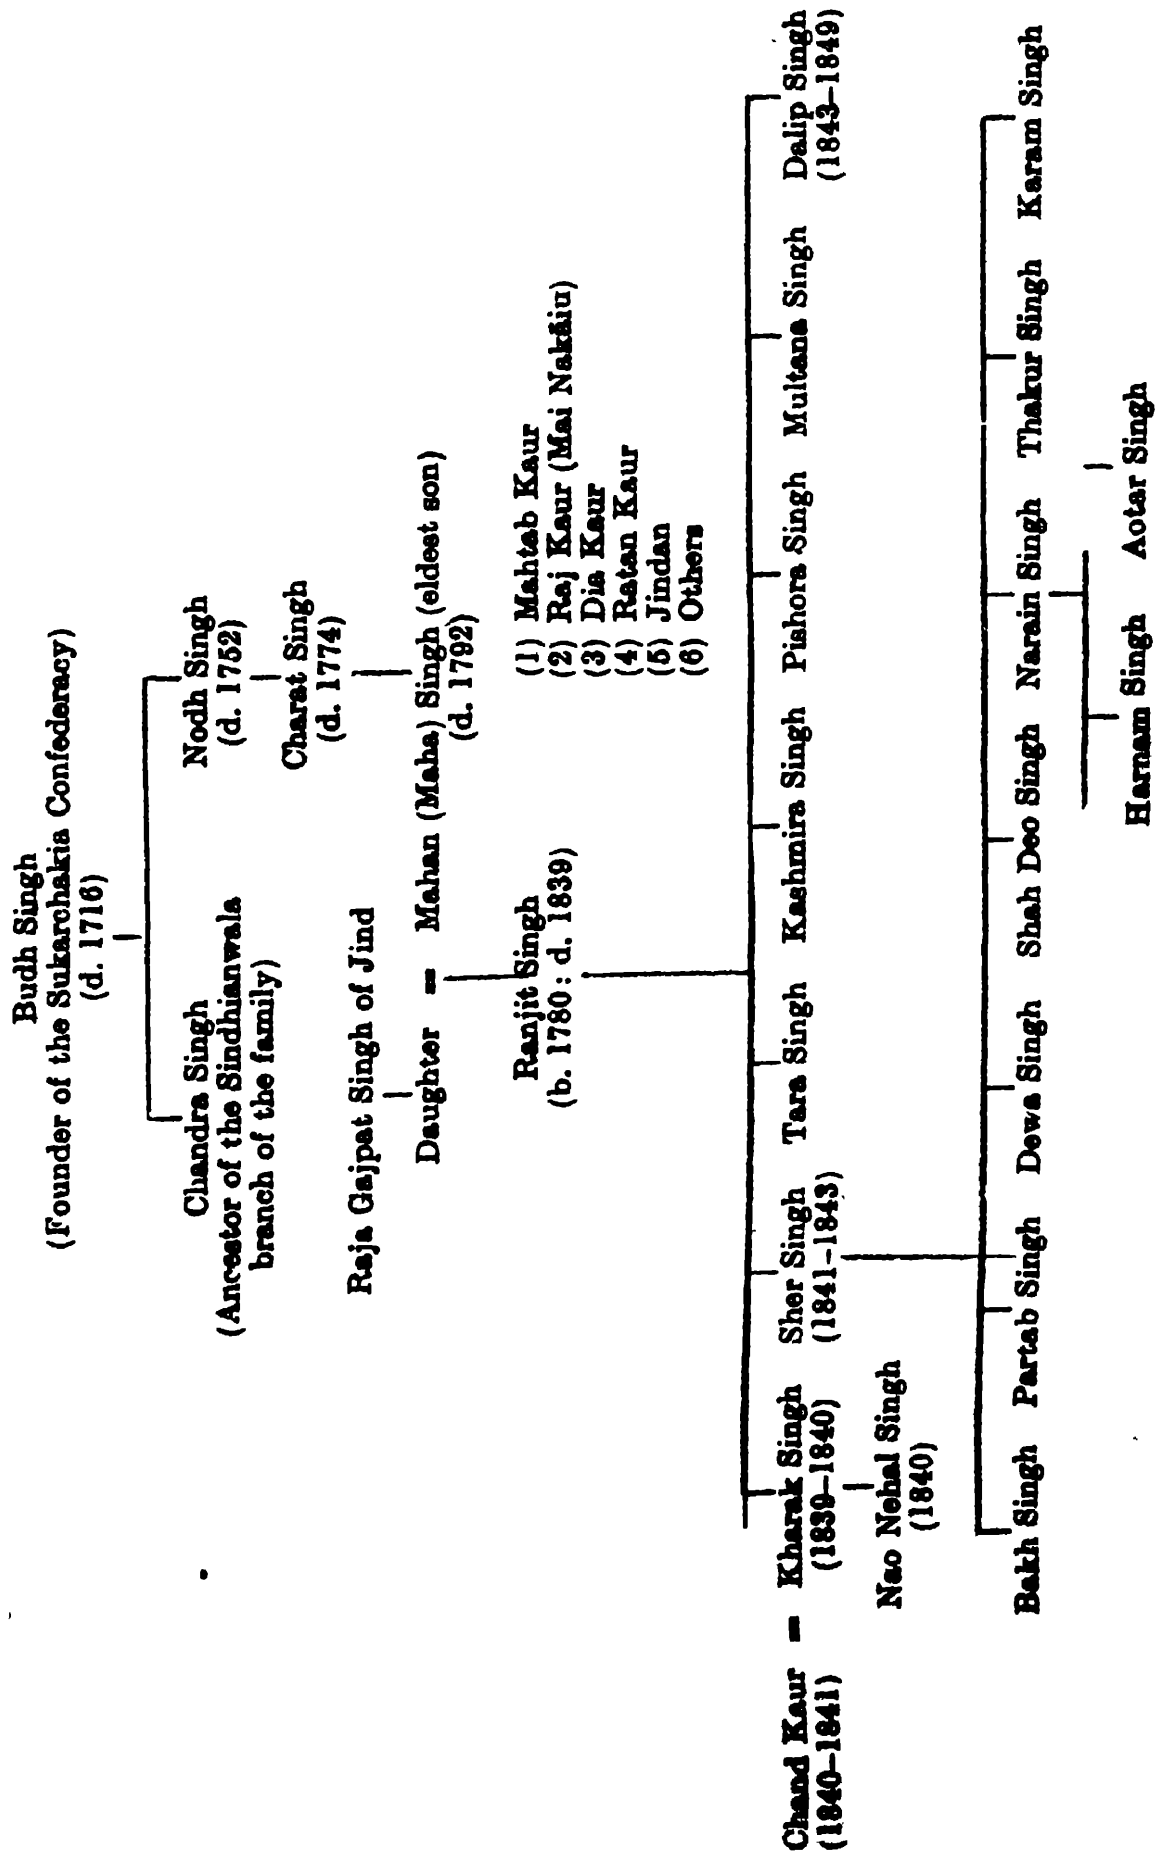 Budh Singh
(Founder of the Sukarchakia Confederacy)
(d. 1716)
Chandra Singh
(Ancestor of the Sindhianwala
branch of the family)
Nodh Singh
(d. 1752)
Charat Singh
(d. 1774)
Raja Gajpat Singh of Jind
Daughter = Mahan (Maha) Singh (eldest son)
(d. 1792)
Ranjit Singh
(b. 1780: d. 1839)
(1) Mahtab Kaur
(2) Raj Kaur (Mai Nakāiu)
(3) Dia Kaur
(4) Ratan Kaur
(5) Jindan
(6) Others
Chand Kaur = Kharak Singh Sher Singh Tara Singh Kashmira Singh Pishora Singh Multana Singh Dalip Singh
(1840–1841) (1839–1840) (1841–1843) (1843–1849)
Nao Nehal Singh
(1840)
Bakh Singh Partab Singh Dewa Singh Shah Deo Singh Narain Singh Thakur Singh Karam Singh
Harnam Singh Aotar Singh